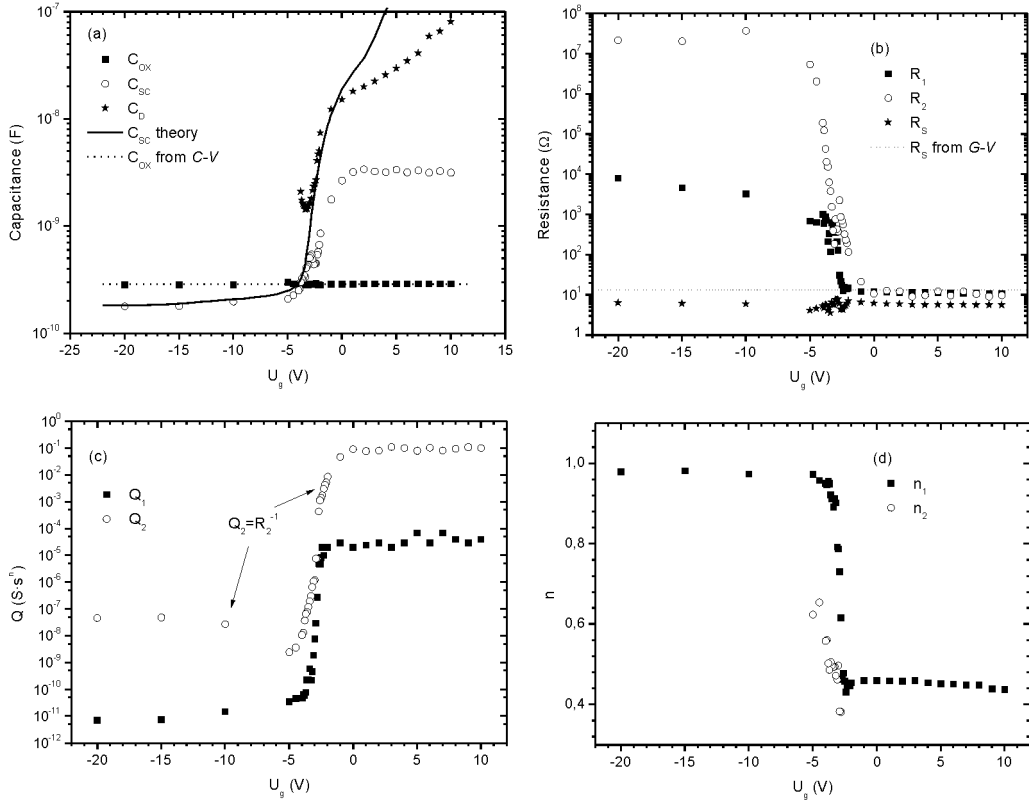 (a)
C_OX
C_SC
C_D
C_SC theory
C_OX from C-V
Capacitance (F)
10^-7
10^-8
10^-9
10^-10
-25 -20 -15 -10 -5 0 5 10 15
U_g (V)
(b)
R_1
R_2
R_S
R_S from G-V
Resistance (Ω)
10^8
10^7
10^6
10^5
10^4
10^3
10^2
10^1
1
-20 -15 -10 -5 0 5 10
U_g (V)
(c)
Q_1
Q_2
Q_2=R_2^-1
Q (S·s^n)
10^0
10^-1
10^-2
10^-3
10^-4
10^-5
10^-6
10^-7
10^-8
10^-9
10^-10
10^-11
10^-12
-20 -15 -10 -5 0 5 10
U_g (V)
(d)
n_1
n_2
n
1,0
0,8
0,6
0,4
-20 -15 -10 -5 0 5 10
U_g (V)